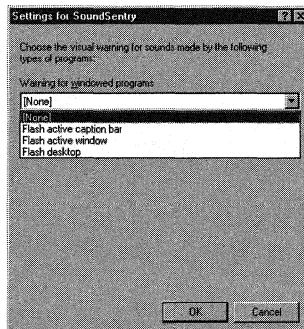 Settings for SoundSentry
Choose the visual warning for sounds made by the following
types of programs:
Warning for windowed programs
[None]
[None]
Flash active caption bar
Flash active window
Flash desktop
OK Cancel